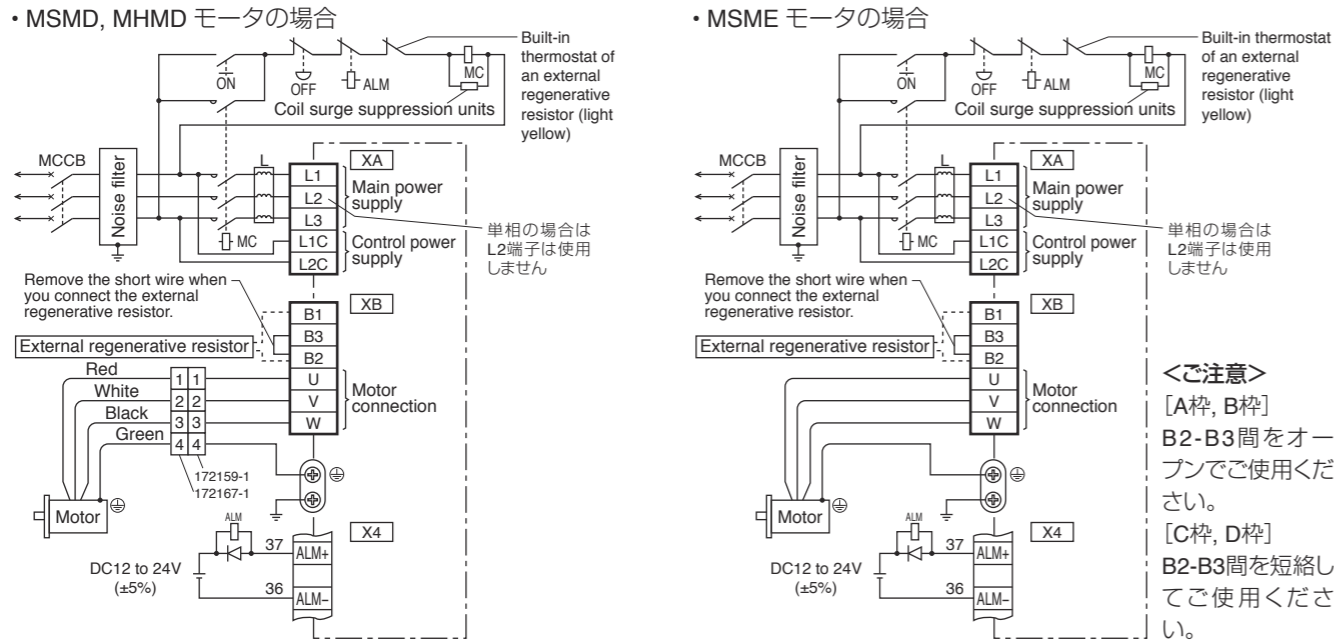 ・MSMD, MHMD モータの場合
ON
OFF
ALM
MC
Built-in
thermostat of
an external
regenerative
resistor (light
yellow)
Coil surge suppression units
MCCB
Noise filter
L
XA
L1
L2
L3
L1C
L2C
Main power
supply
Control power
supply
MC
単相の場合は
L2端子は使用
しません
Remove the short wire when
you connect the external
regenerative resistor.
External regenerative resistor
XB
B1
B3
B2
U
V
W
Motor
connection
Red
White
Black
Green
1 1
2 2
3 3
4 4
172159-1
172167-1
Motor
ALM
DC12 to 24V
(±5%)
37
36
X4
ALM+
ALM−
・MSME モータの場合
ON
OFF
ALM
MC
Built-in thermostat
of an external
regenerative
resistor (light
yellow)
Coil surge suppression units
MCCB
Noise filter
L
XA
L1
L2
L3
L1C
L2C
Main power
supply
Control power
supply
MC
単相の場合は
L2端子は使用
しません
Remove the short wire when
you connect the external
regenerative resistor.
External regenerative resistor
XB
B1
B3
B2
U
V
W
Motor
connection
Motor
ALM
DC12 to 24V
(±5%)
37
36
X4
ALM+
ALM−
<ご注意>
[A枠, B枠]
B2-B3間をオー
プンでご使用くだ
さい。
[C枠, D枠]
B2-B3間を短絡し
てご使用くださ
い。